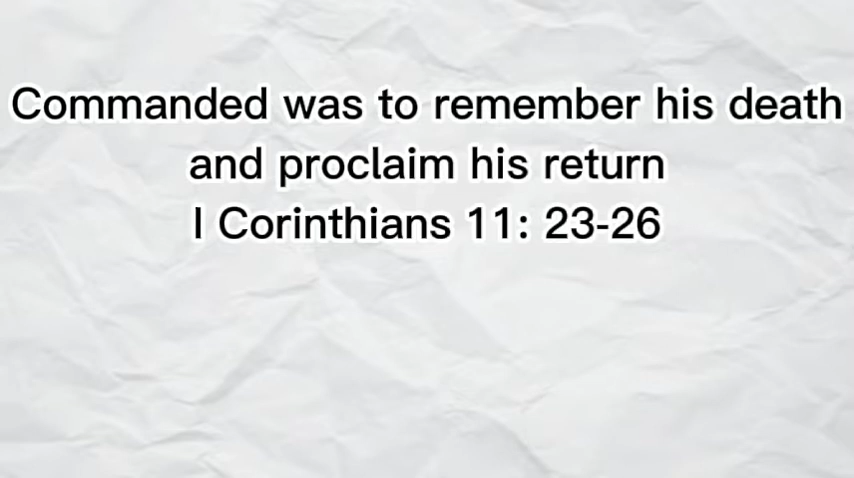 Commanded was to remember his death
and proclaim his return
I Corinthians 11: 23-26